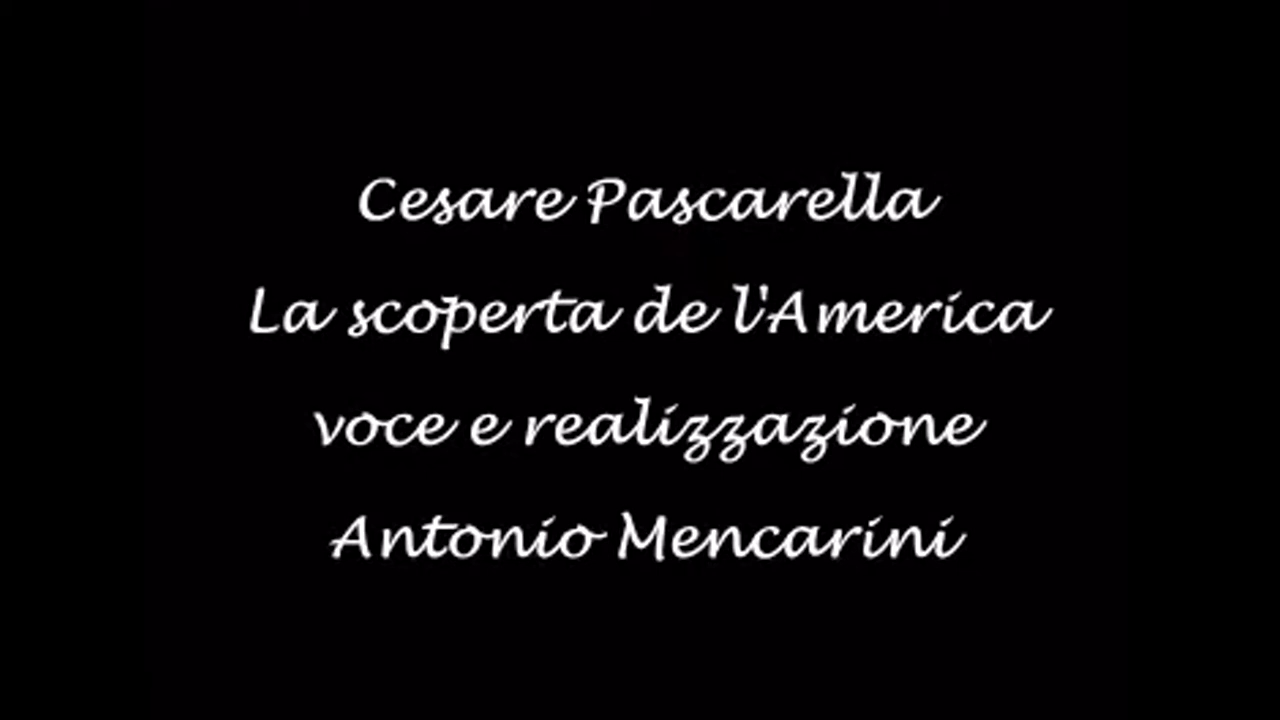 Cesare Pascarella
La scoperta de l'America
voce e realizzazione
Antonio Mencarini